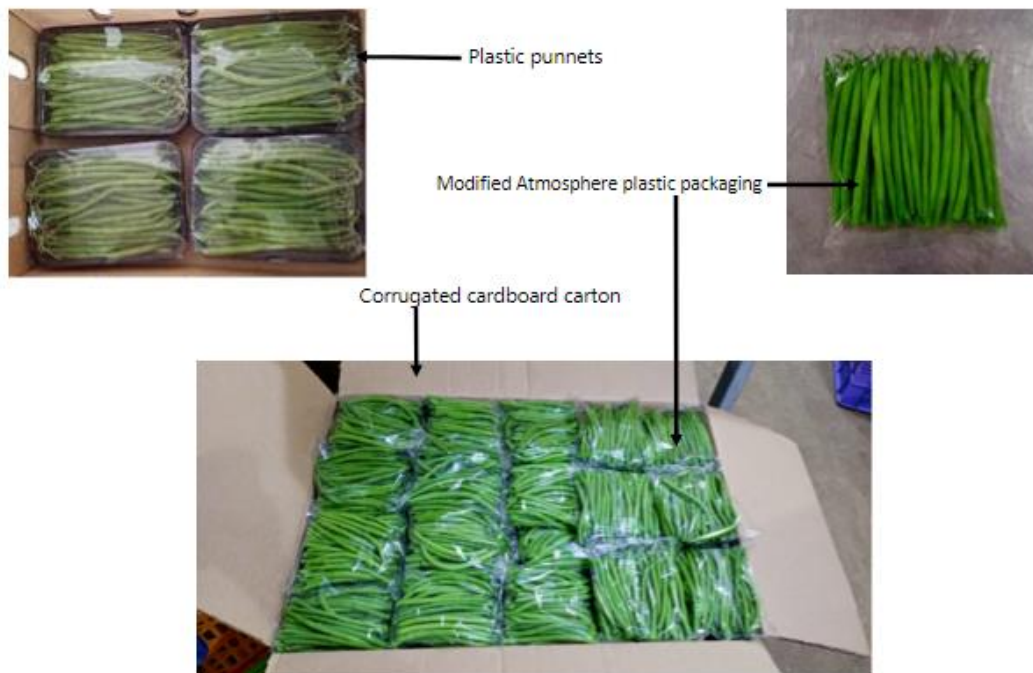 Plastic punnets
Modified Atmosphere plastic packaging
Corrugated cardboard carton